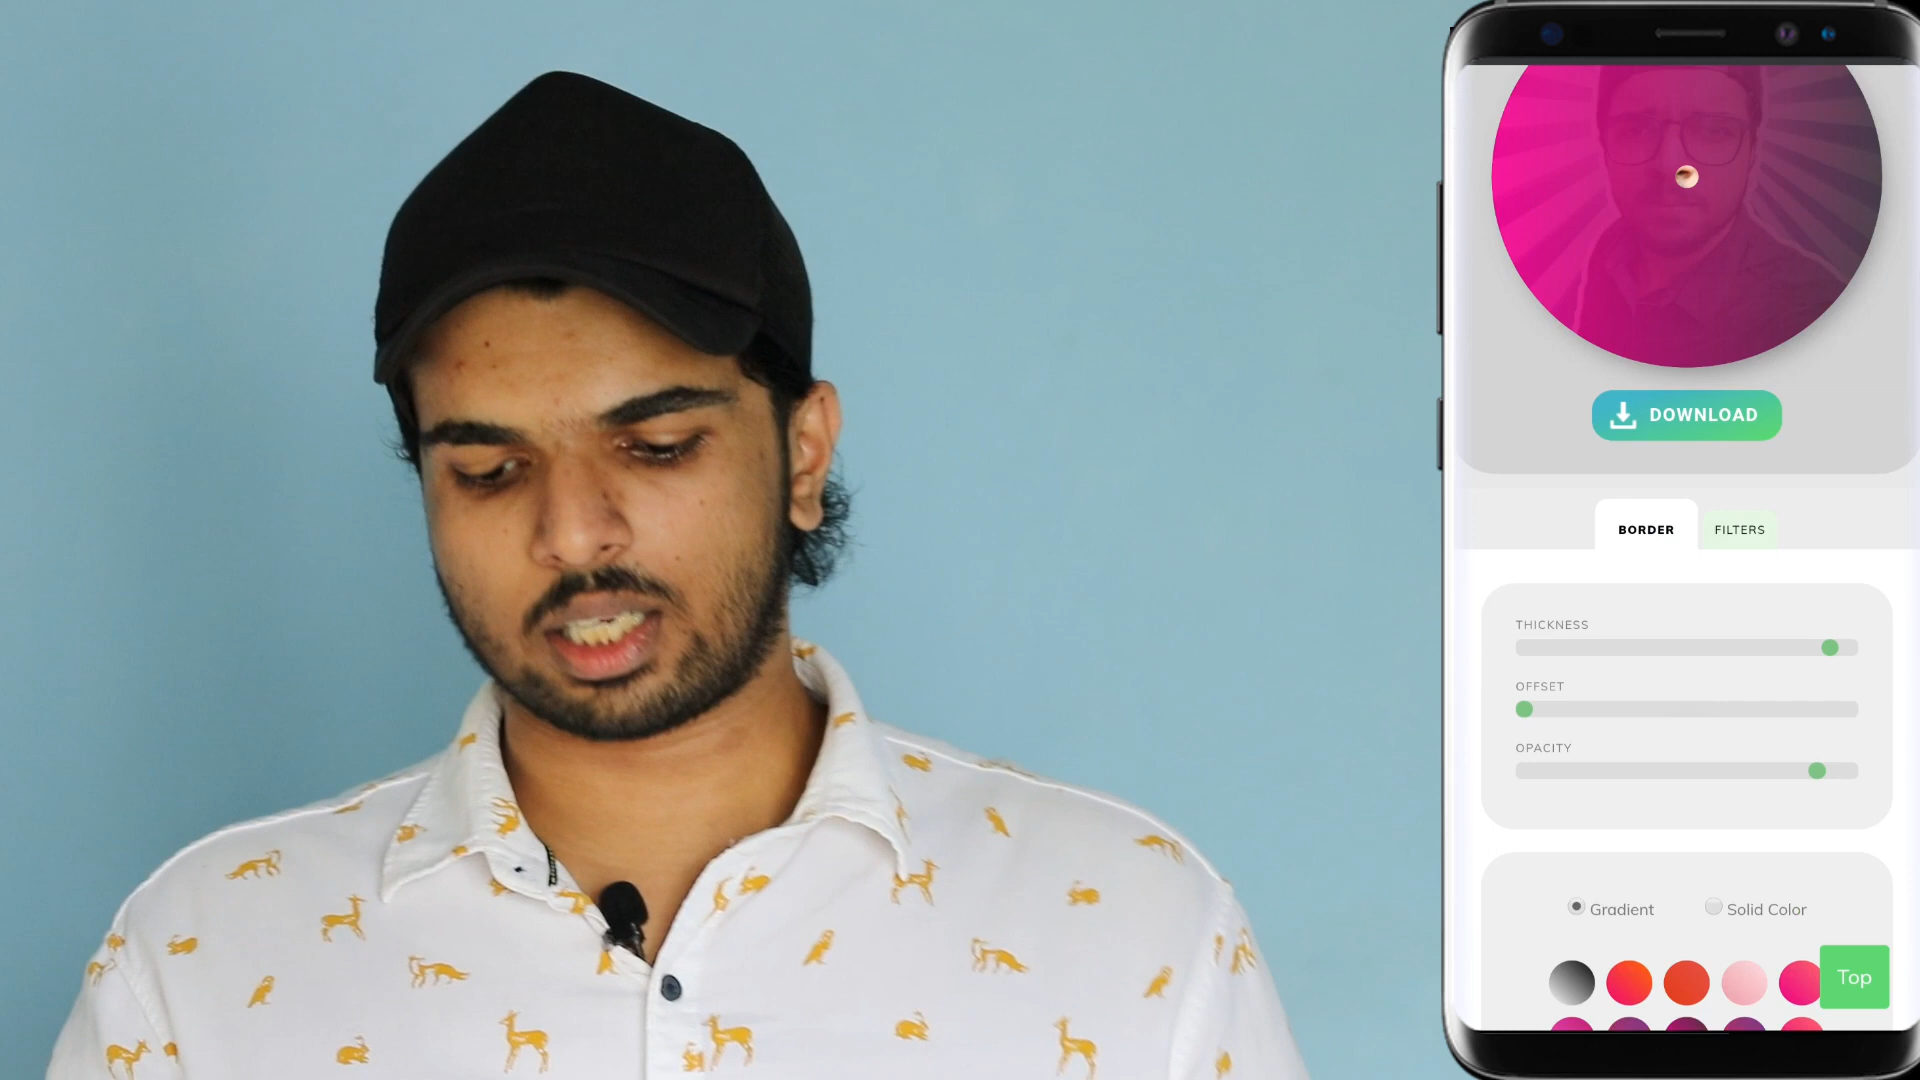 DOWNLOAD
BORDER
FILTERS
THICKNESS
OFFSET
OPACITY
Gradient
Solid Color
Top